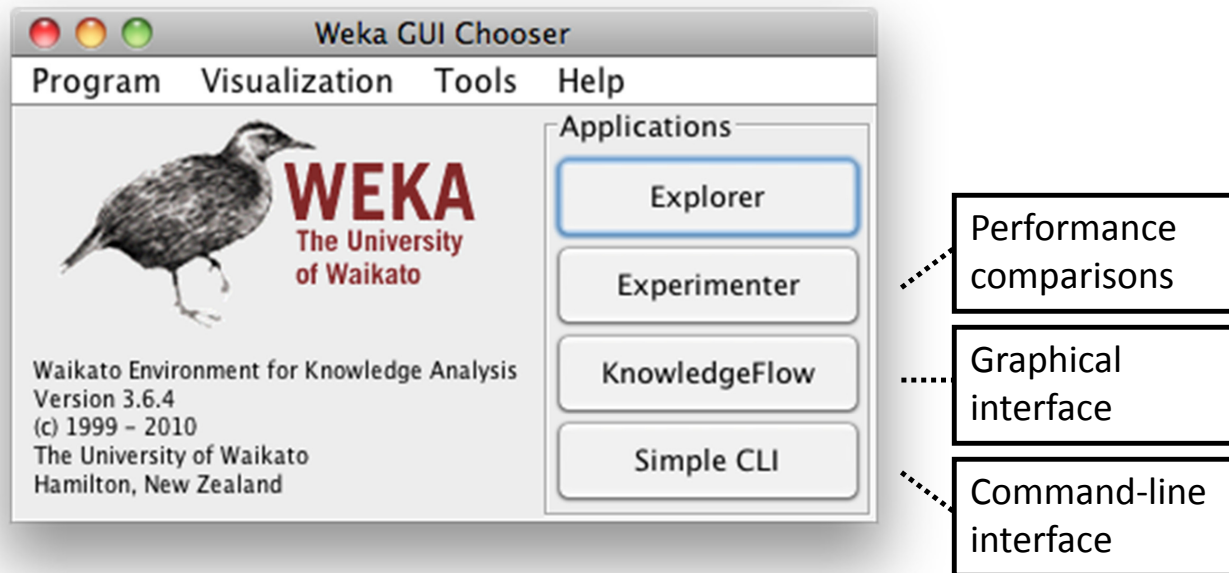 Weka GUI Chooser
Program Visualization Tools Help
WEKA
The University
of Waikato
Waikato Environment for Knowledge Analysis
Version 3.6.4
(c) 1999 – 2010
The University of Waikato
Hamilton, New Zealand
Applications
Explorer
Experimenter
KnowledgeFlow
Simple CLI
Performance
comparisons
Graphical
interface
Command-line
interface